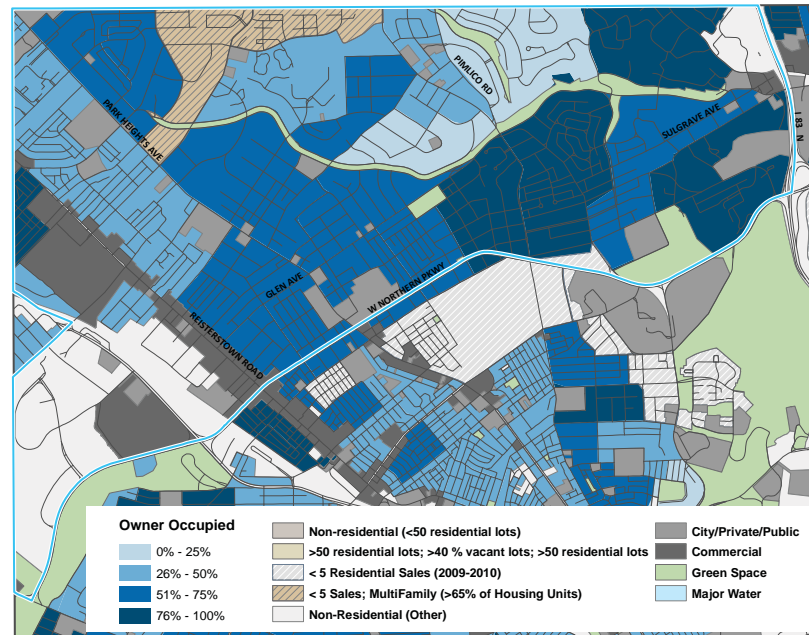 PIMLICO RD
PARK HEIGHTS AVE
SULGRAVE AVE
I 83 N
GLEN AVE
W NORTHERN PKWY
REISTERSTOWN ROAD
Owner Occupied
0% - 25%
26% - 50%
51% - 75%
76% - 100%
Non-residential (<50 residential lots)
>50 residential lots; >40 % vacant lots; >50 residential lots
< 5 Residential Sales (2009-2010)
< 5 Sales; MultiFamily (>65% of Housing Units)
Non-Residential (Other)
City/Private/Public
Commercial
Green Space
Major Water